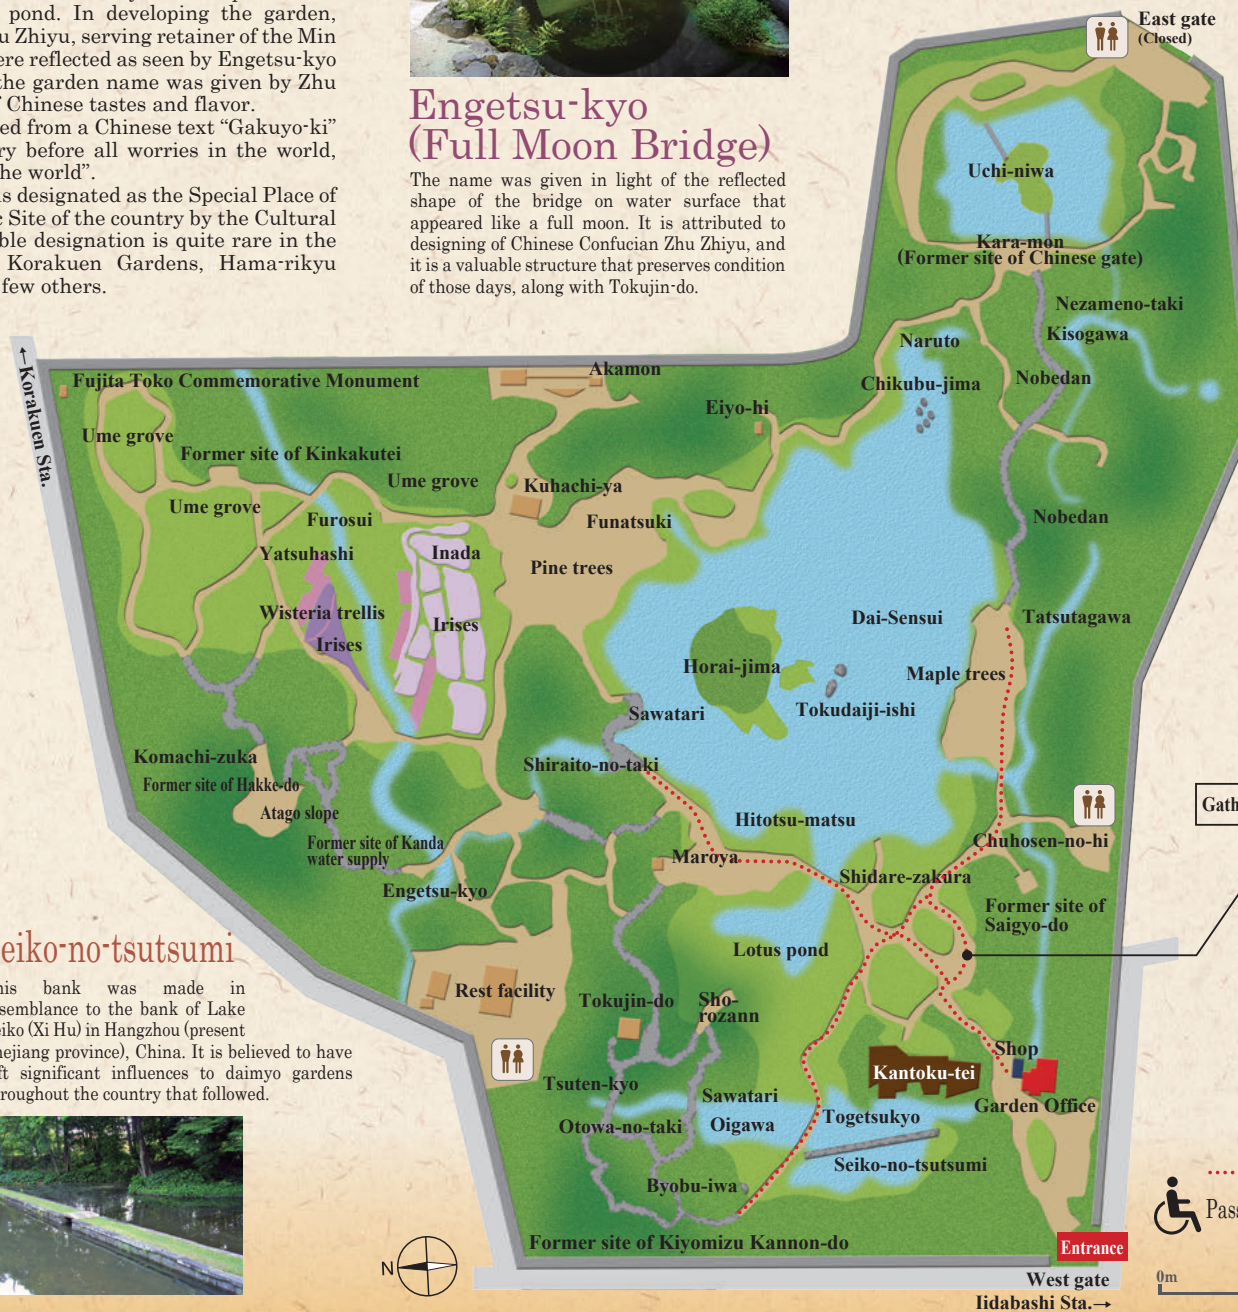 pond. In developing the garden,
u Zhiyu, serving retainer of the Min
ere reflected as seen by Engetsu-kyo
the garden name was given by Zhu
f Chinese tastes and flavor.
ed from a Chinese text “Gakuyo-ki”
ry before all worries in the world,
he world”.
is designated as the Special Place of
c Site of the country by the Cultural
ble designation is quite rare in the
Korakuen Gardens, Hama-rikyu
few others.
Engetsu-kyo
(Full Moon Bridge)
The name was given in light of the reflected
shape of the bridge on water surface that
appeared like a full moon. It is attributed to
designing of Chinese Confucian Zhu Zhiyu, and
it is a valuable structure that preserves condition
of those days, along with Tokujin-do.
East gate
(Closed)
Uchi-niwa
Kara-mon
(Former site of Chinese gate)
Nezameno-taki
Kisogawa
Naruto
Chikubu-jima
Nobedan
←Korakuen Sta.
Fujita Toko Commemorative Monument
Akamon
Eiyo-hi
Ume grove
Former site of Kinkakutei
Ume grove
Kuhachi-ya
Ume grove
Furosui
Funatsuki
Nobedan
Yatsuhashi
Inada
Pine trees
Wisteria trellis
Irises
Irises
Dai-Sensui
Tatsutagawa
Horai-jima
Maple trees
Sawatari
Tokudaiji-ishi
Komachi-zuka
Shiraito-no-taki
Former site of Hakke-do
Atago slope
Hitotsu-matsu
Gath
Former site of Kanda
water supply
Chuhosen-no-hi
Maroya
Engetsu-kyo
Shidare-zakura
Former site of
Saigyo-do
Lotus pond
eiko-no-tsutsumi
his bank was made in
semblance to the bank of Lake
eiko (Xi Hu) in Hangzhou (present
hejiang province), China. It is believed to have
ft significant influences to daimyo gardens
roughout the country that followed.
Rest facility
Tokujin-do
Sho-
rozann
Shop
Kantoku-tei
Tsuten-kyo
Sawatari
Garden Office
Otowa-no-taki
Oigawa
Togetsukyo
Seiko-no-tsutsumi
Byobu-iwa
Pass
Former site of Kiyomizu Kannon-do
Entrance
N
West gate
0m
Iidabashi Sta.→